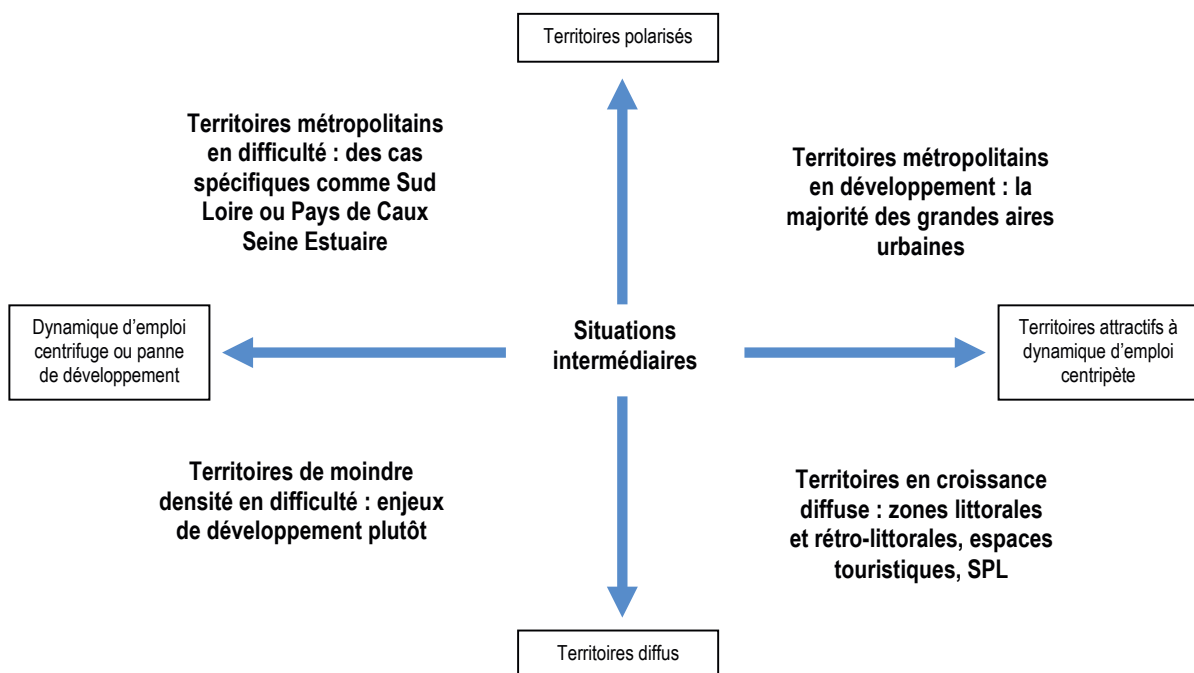 Territoires polarisés
Territoires métropolitains
en difficulté : des cas
spécifiques comme Sud
Loire ou Pays de Caux
Seine Estuaire
Territoires métropolitains
en développement : la
majorité des grandes aires
urbaines
Dynamique d’emploi
centrifuge ou panne
de développement
Situations
intermédiaires
Territoires attractifs à
dynamique d’emploi
centripète
Territoires de moindre
densité en difficulté : enjeux
de développement plutôt
Territoires en croissance
diffuse : zones littorales
et rétro-littorales, espaces
touristiques, SPL
Territoires diffus